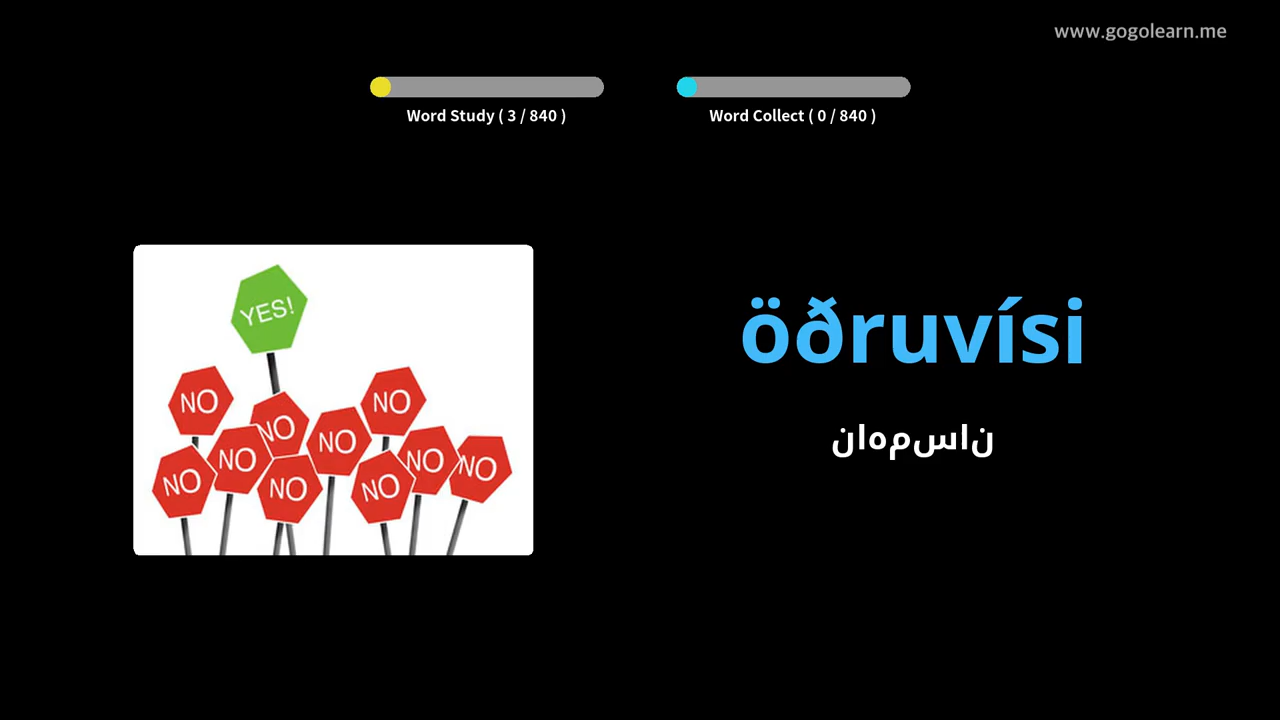 www.gogolearn.me
Word Study ( 3 / 840 )
Word Collect ( 0 / 840 )
YES!
NO
NO
NO
NO
NO
NO
NO
NO
NO
NO
öðruvísi
ناسمهان